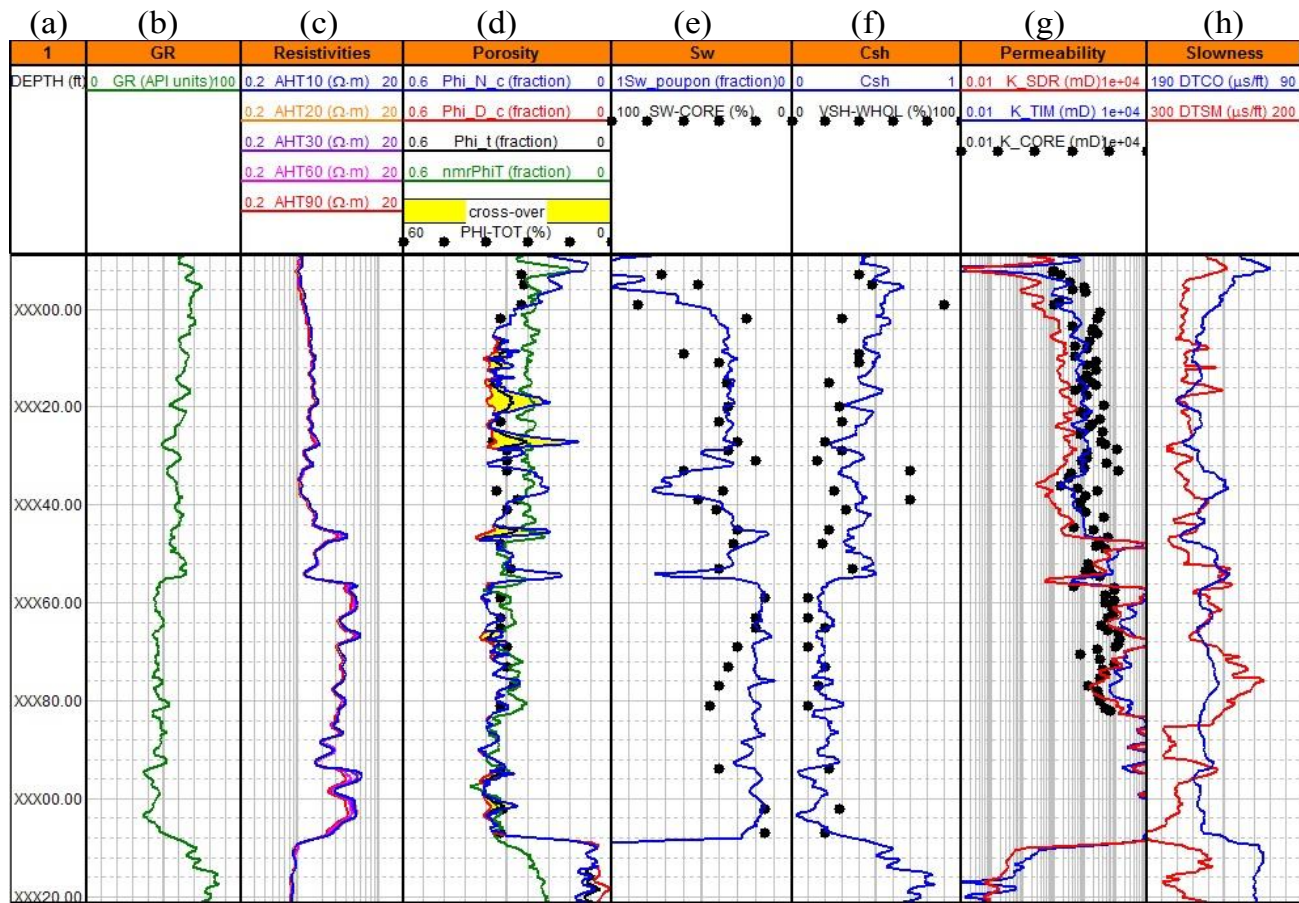 (a) (b) (c) (d) (e) (f) (g) (h)
1 GR Resistivities Porosity Sw Csh Permeability Slowness
DEPTH (ft) 0 GR (API units) 100 0.2 AHT10 (Ω·m) 20 0.6 Phi_N_c (fraction) 0 1 Sw_poupon (fraction) 0 0 Csh 1 0.01 K_SDR (mD) 1e+04 190 DTCO (µs/ft) 90
0.2 AHT20 (Ω·m) 20 0.6 Phi_D_c (fraction) 0 100 SW-CORE (%) 0 0 VSH-WHOL (%) 100 0.01 K_TIM (mD) 1e+04 300 DTSM (µs/ft) 200
0.2 AHT30 (Ω·m) 20 0.6 Phi_t (fraction) 0 0.01 K_CORE (mD) 1e+04
0.2 AHT60 (Ω·m) 20 0.6 nmrPhiT (fraction) 0
0.2 AHT90 (Ω·m) 20 cross-over
60 PHI-TOT (%) 0
XXX00.00
XXX20.00
XXX40.00
XXX60.00
XXX80.00
XXX00.00
XXX20.00